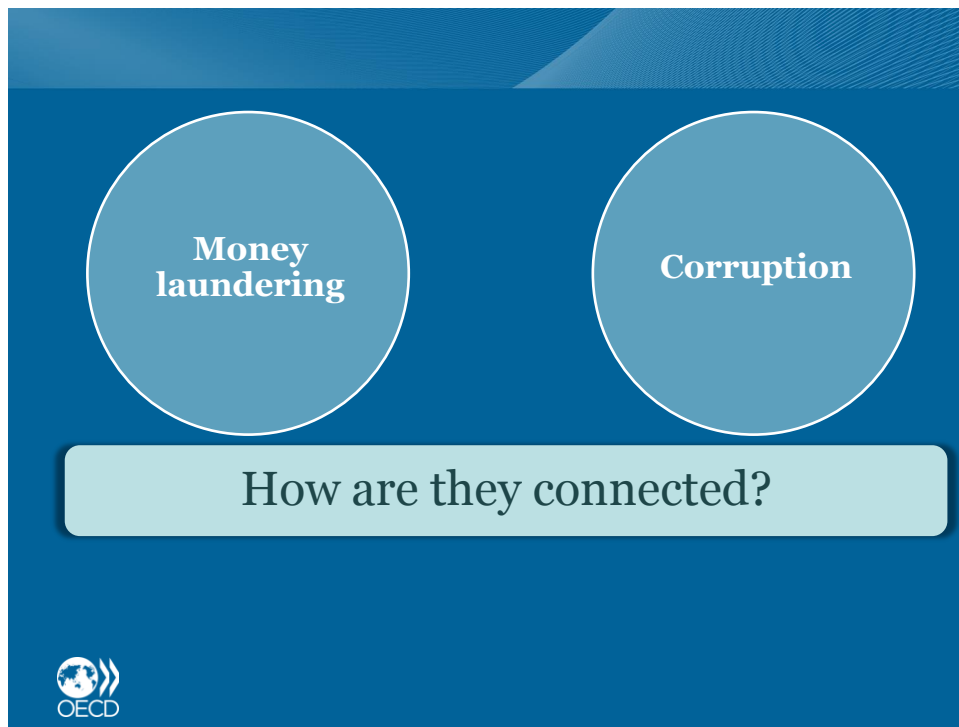 Money
laundering
Corruption
How are they connected?
OECD